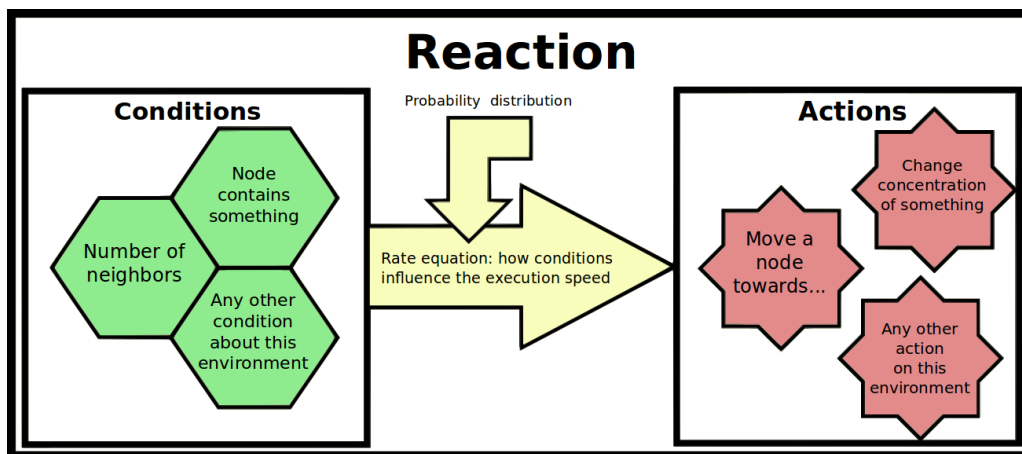 Reaction
Conditions
Node
contains
something
Number of
neighbors
Any other
condition
about this
environment
Probability distribution
Rate equation: how conditions
influence the execution speed
Actions
Change
concentration
of something
Move a
node
towards...
Any other
action
on this
environment